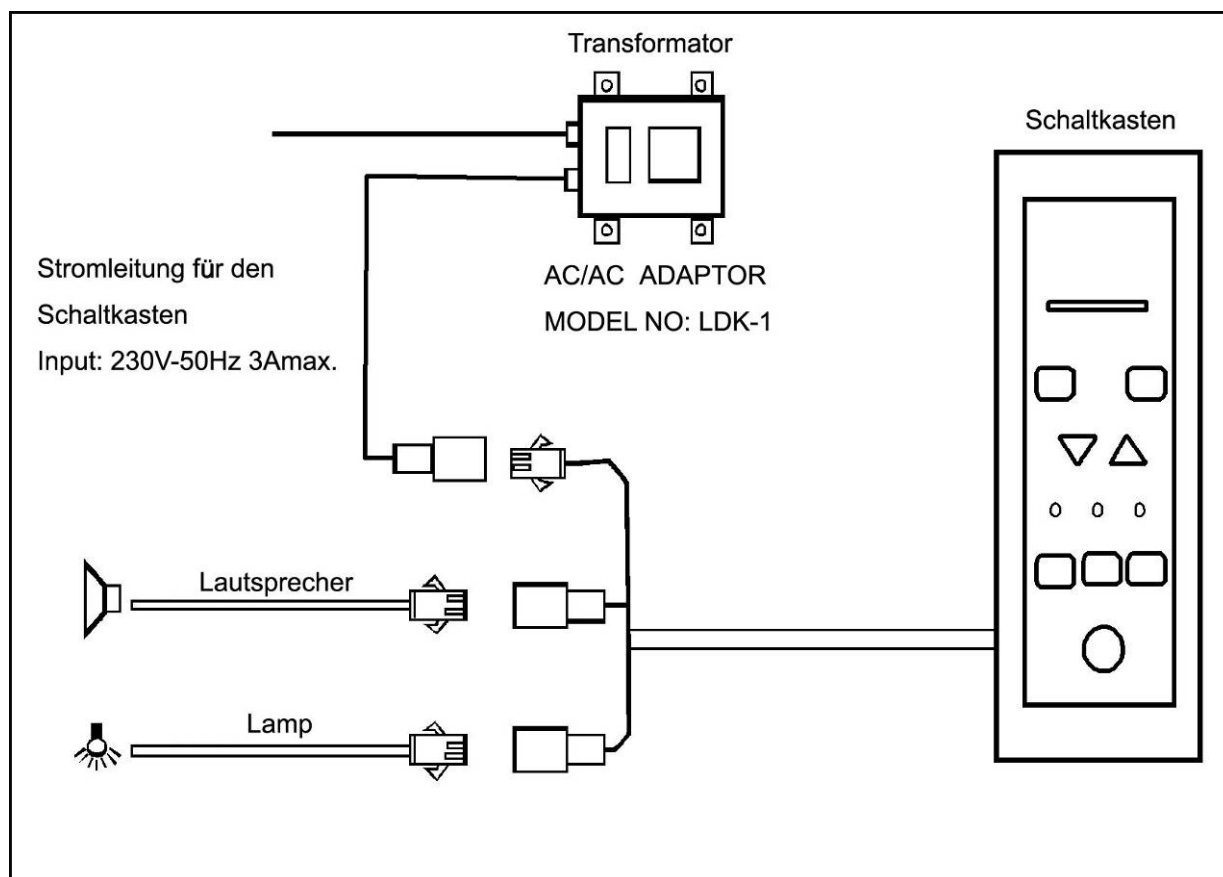 Transformator
Schaltkasten
Stromleitung für den
Schaltkasten
Input: 230V-50Hz 3Amax.
AC/AC ADAPTOR
MODEL NO: LDK-1
Lautsprecher
Lamp